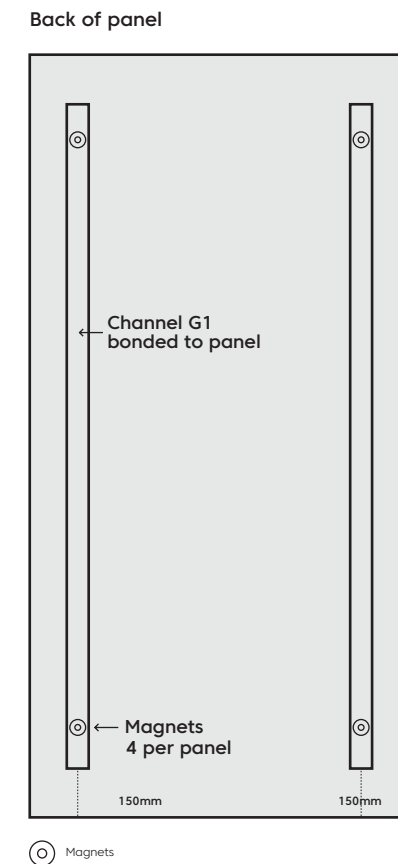 Back of panel
Channel G1
bonded to panel
Magnets
4 per panel
150mm
150mm
Magnets